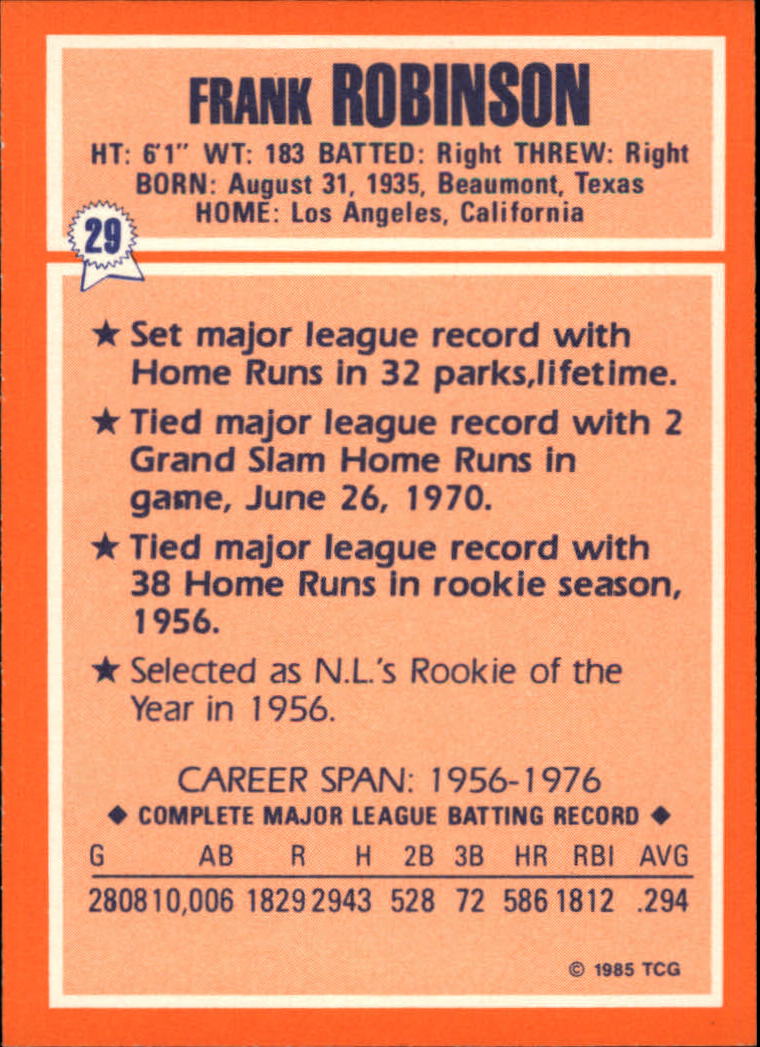 FRANK ROBINSON
HT: 6'1" WT: 183 BATTED: Right THREW: Right
BORN: August 31, 1935, Beaumont, Texas
HOME: Los Angeles, California
29
★ Set major league record with
Home Runs in 32 parks,lifetime.
★ Tied major league record with 2
Grand Slam Home Runs in
game, June 26, 1970.
★ Tied major league record with
38 Home Runs in rookie season,
1956.
★ Selected as N.L.'s Rookie of the
Year in 1956.
CAREER SPAN: 1956-1976
◆ COMPLETE MAJOR LEAGUE BATTING RECORD ◆
G AB R H 2B 3B HR RBI AVG
2808 10,006 1829 2943 528 72 586 1812 .294
© 1985 TCG